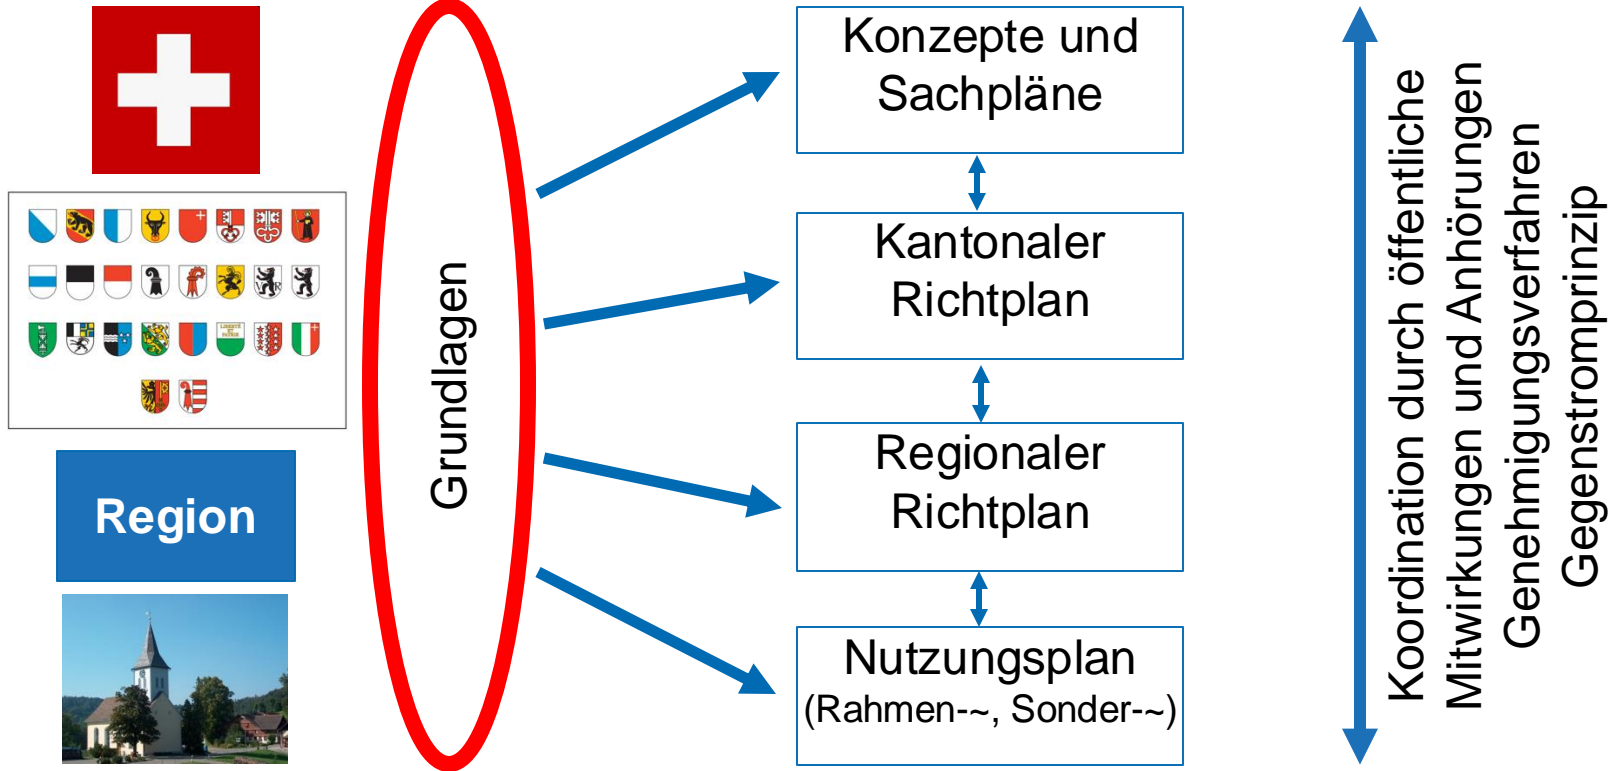 Region
Grundlagen
Konzepte und
Sachpläne
Kantonaler
Richtplan
Regionaler
Richtplan
Nutzungsplan
(Rahmen-~, Sonder-~)
Koordination durch öffentliche
Mitwirkungen und Anhörungen
Genehmigungsverfahren
Gegenstromprinzip